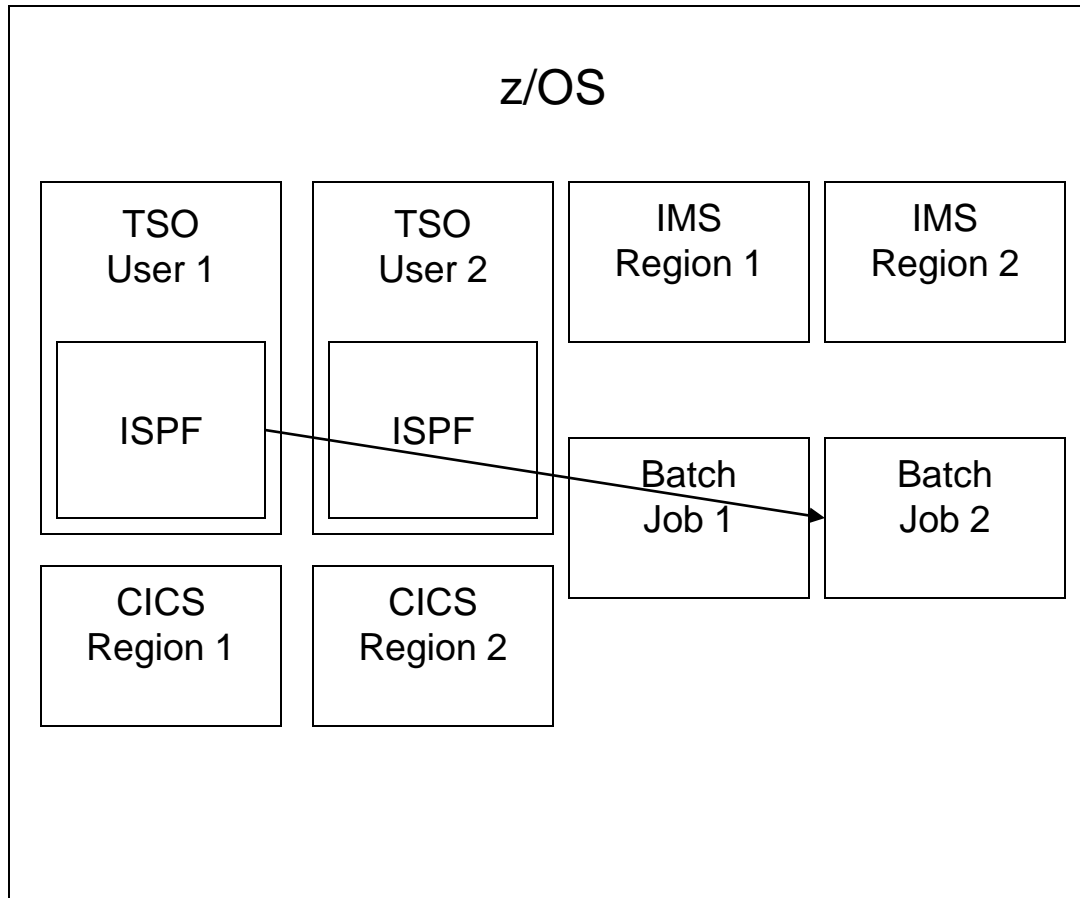 z/OS
TSO
User 1
TSO
User 2
IMS
Region 1
IMS
Region 2
ISPF
ISPF
Batch
Job 1
Batch
Job 2
CICS
Region 1
CICS
Region 2